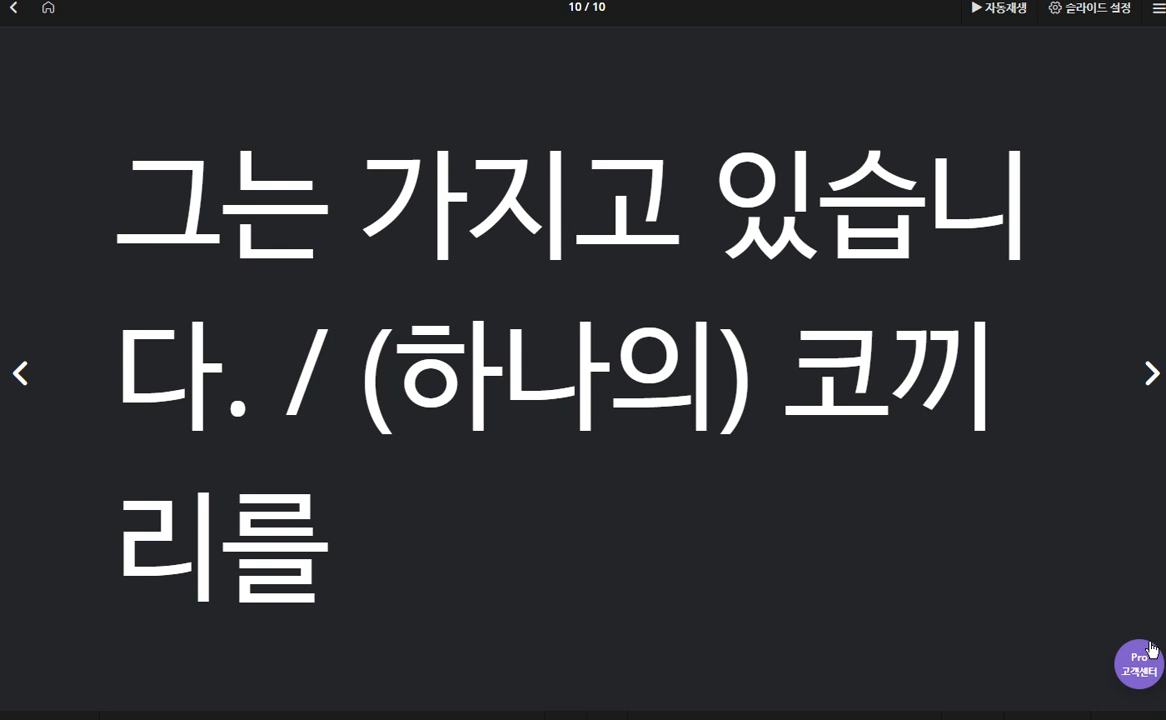 10 / 10
자동재생
슬라이드 설정
그는 가지고 있습니
다. / (하나의) 코끼
리를
Pro
고객센터